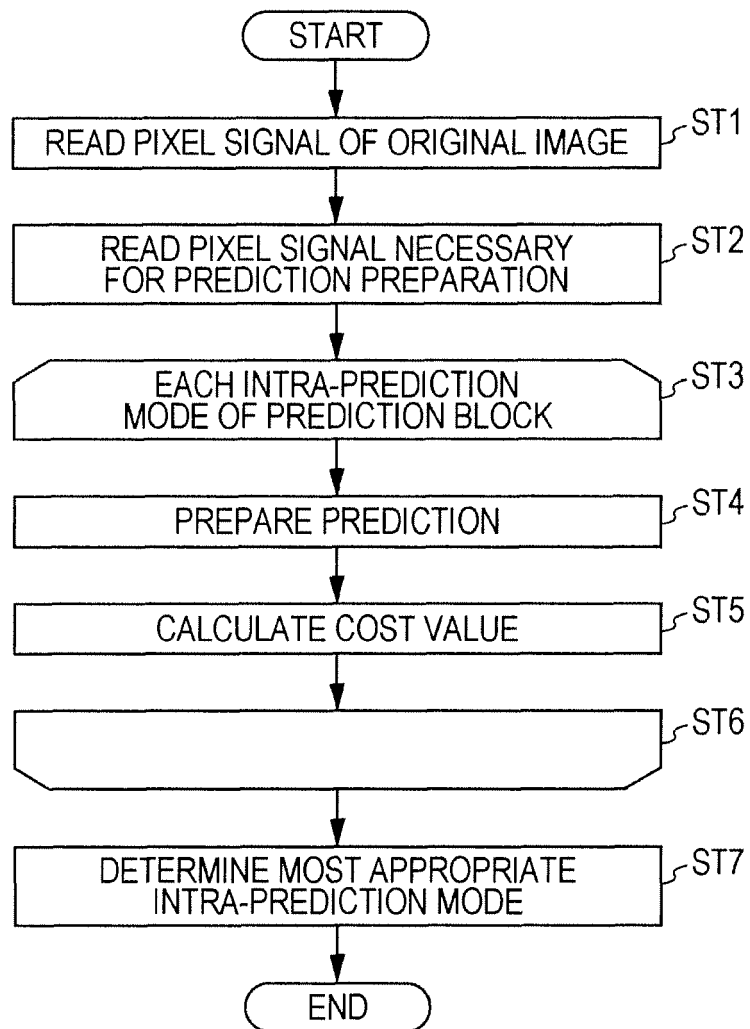 START
READ PIXEL SIGNAL OF ORIGINAL IMAGE
ST1
READ PIXEL SIGNAL NECESSARY
FOR PREDICTION PREPARATION
ST2
EACH INTRA-PREDICTION
MODE OF PREDICTION BLOCK
ST3
PREPARE PREDICTION
ST4
CALCULATE COST VALUE
ST5
ST6
DETERMINE MOST APPROPRIATE
INTRA-PREDICTION MODE
ST7
END